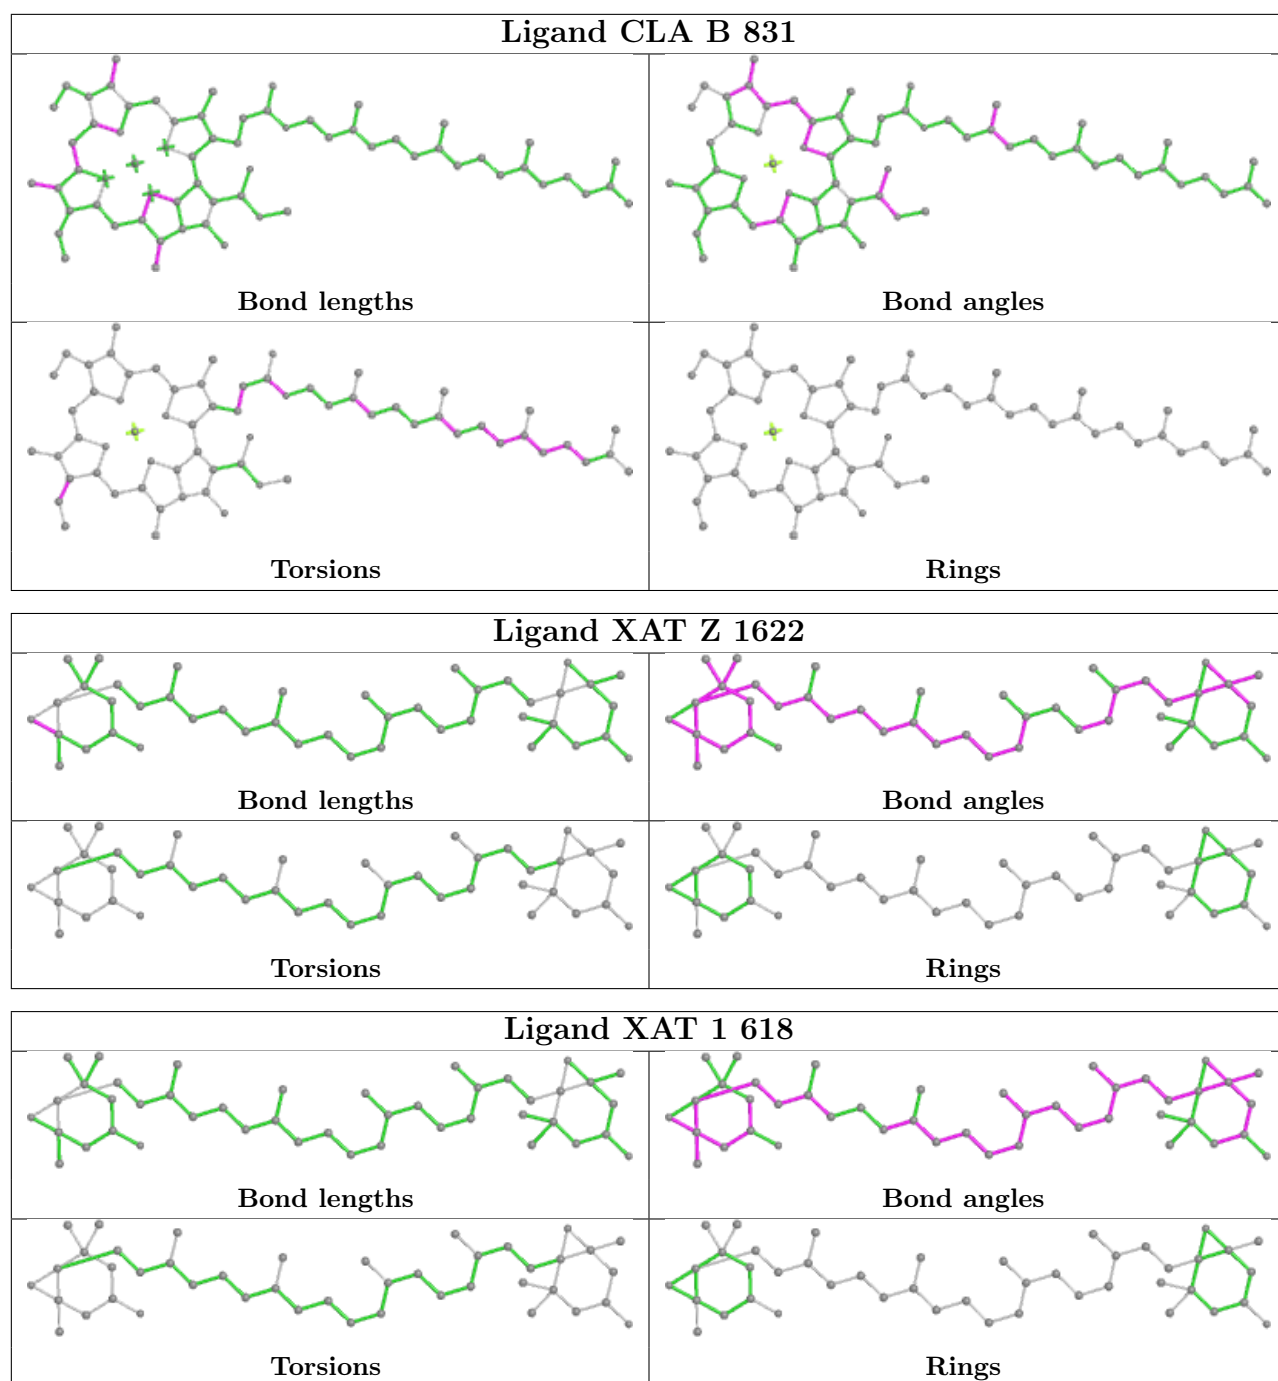 Ligand CLA B 831
Bond lengths
Bond angles
Torsions
Rings
Ligand XAT Z 1622
Bond lengths
Bond angles
Torsions
Rings
Ligand XAT 1 618
Bond lengths
Bond angles
Torsions
Rings